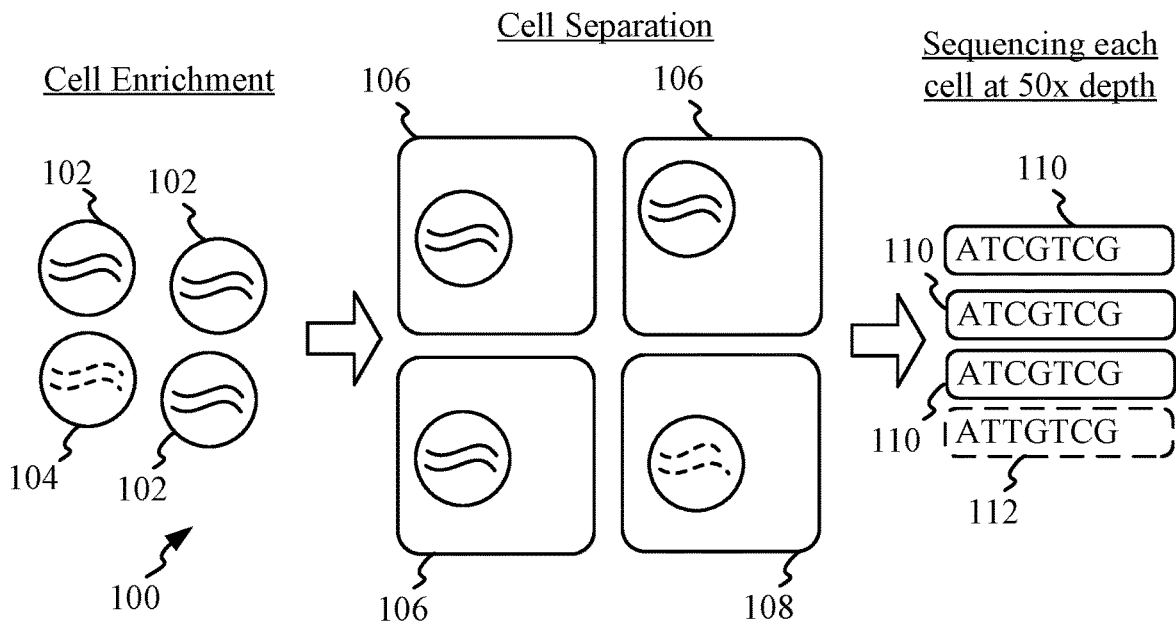 Cell Enrichment
102
102
104
102
100
Cell Separation
106
106
106
108
Sequencing each
cell at 50x depth
110
ATCGTCG
110
ATCGTCG
ATCGTCG
110
ATTGTCG
112